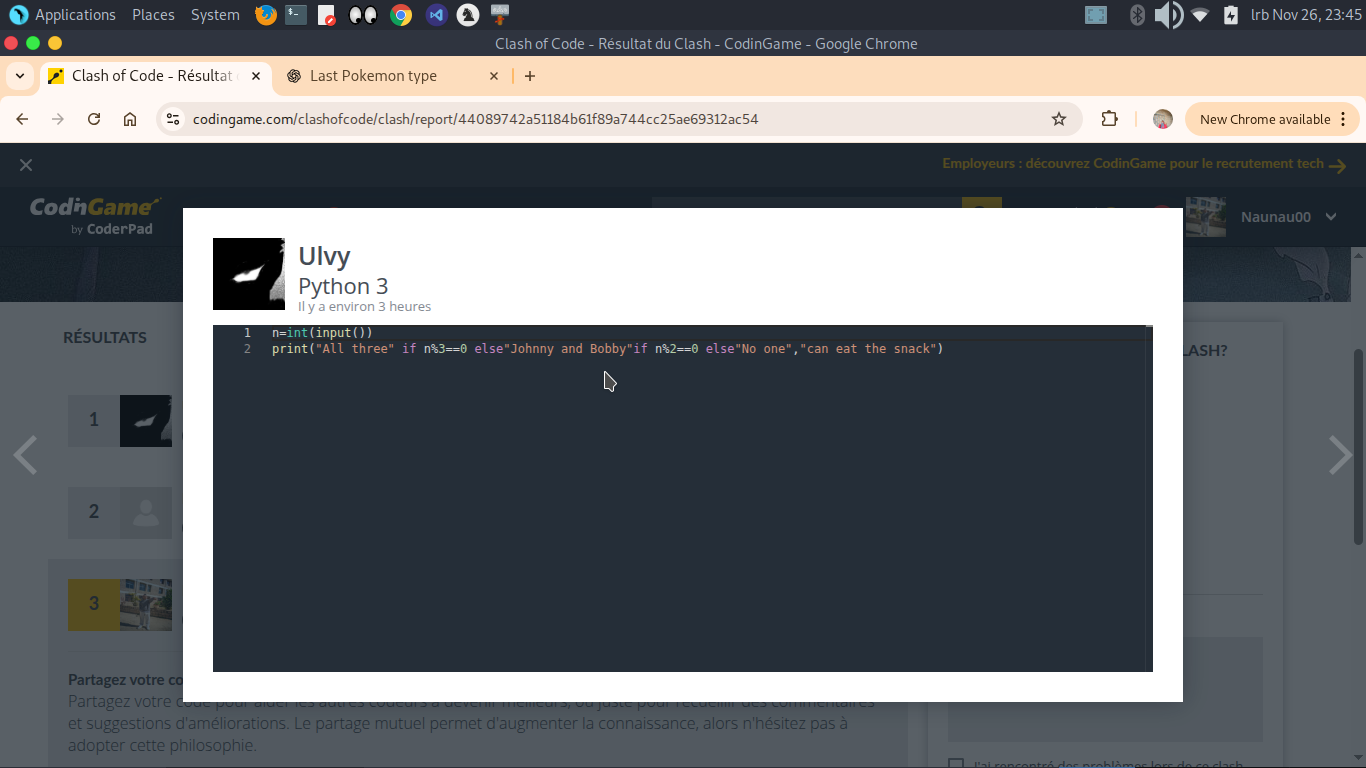 Applications Places System lrb Nov 26, 23:45
Clash of Code - Résultat du Clash - CodinGame - Google Chrome
Clash of Code - Résultat Last Pokemon type
codingame.com/clashofcode/clash/report/44089742a51184b61f89a744cc25ae69312ac54 New Chrome available
Employeurs : découvrez CodinGame pour le recrutement tech
CodinGame
by CoderPad
Naunau00
Ulvy
Python 3
Il y a environ 3 heures
RÉSULTATS
LASH?
1 n=int(input())
2 print("All three" if n%3==0 else"Johnny and Bobby"if n%2==0 else"No one","can eat the snack")
1
2
3
Partagez votre co
Partagez votre code pour aider les autres codeurs à devenir meilleurs, ou juste pour recueillir des commentaires
et suggestions d'améliorations. Le partage mutuel permet d'augmenter la connaissance, alors n'hésitez pas à
adopter cette philosophie.
J'ai rencontré des problèmes lors de ce clash